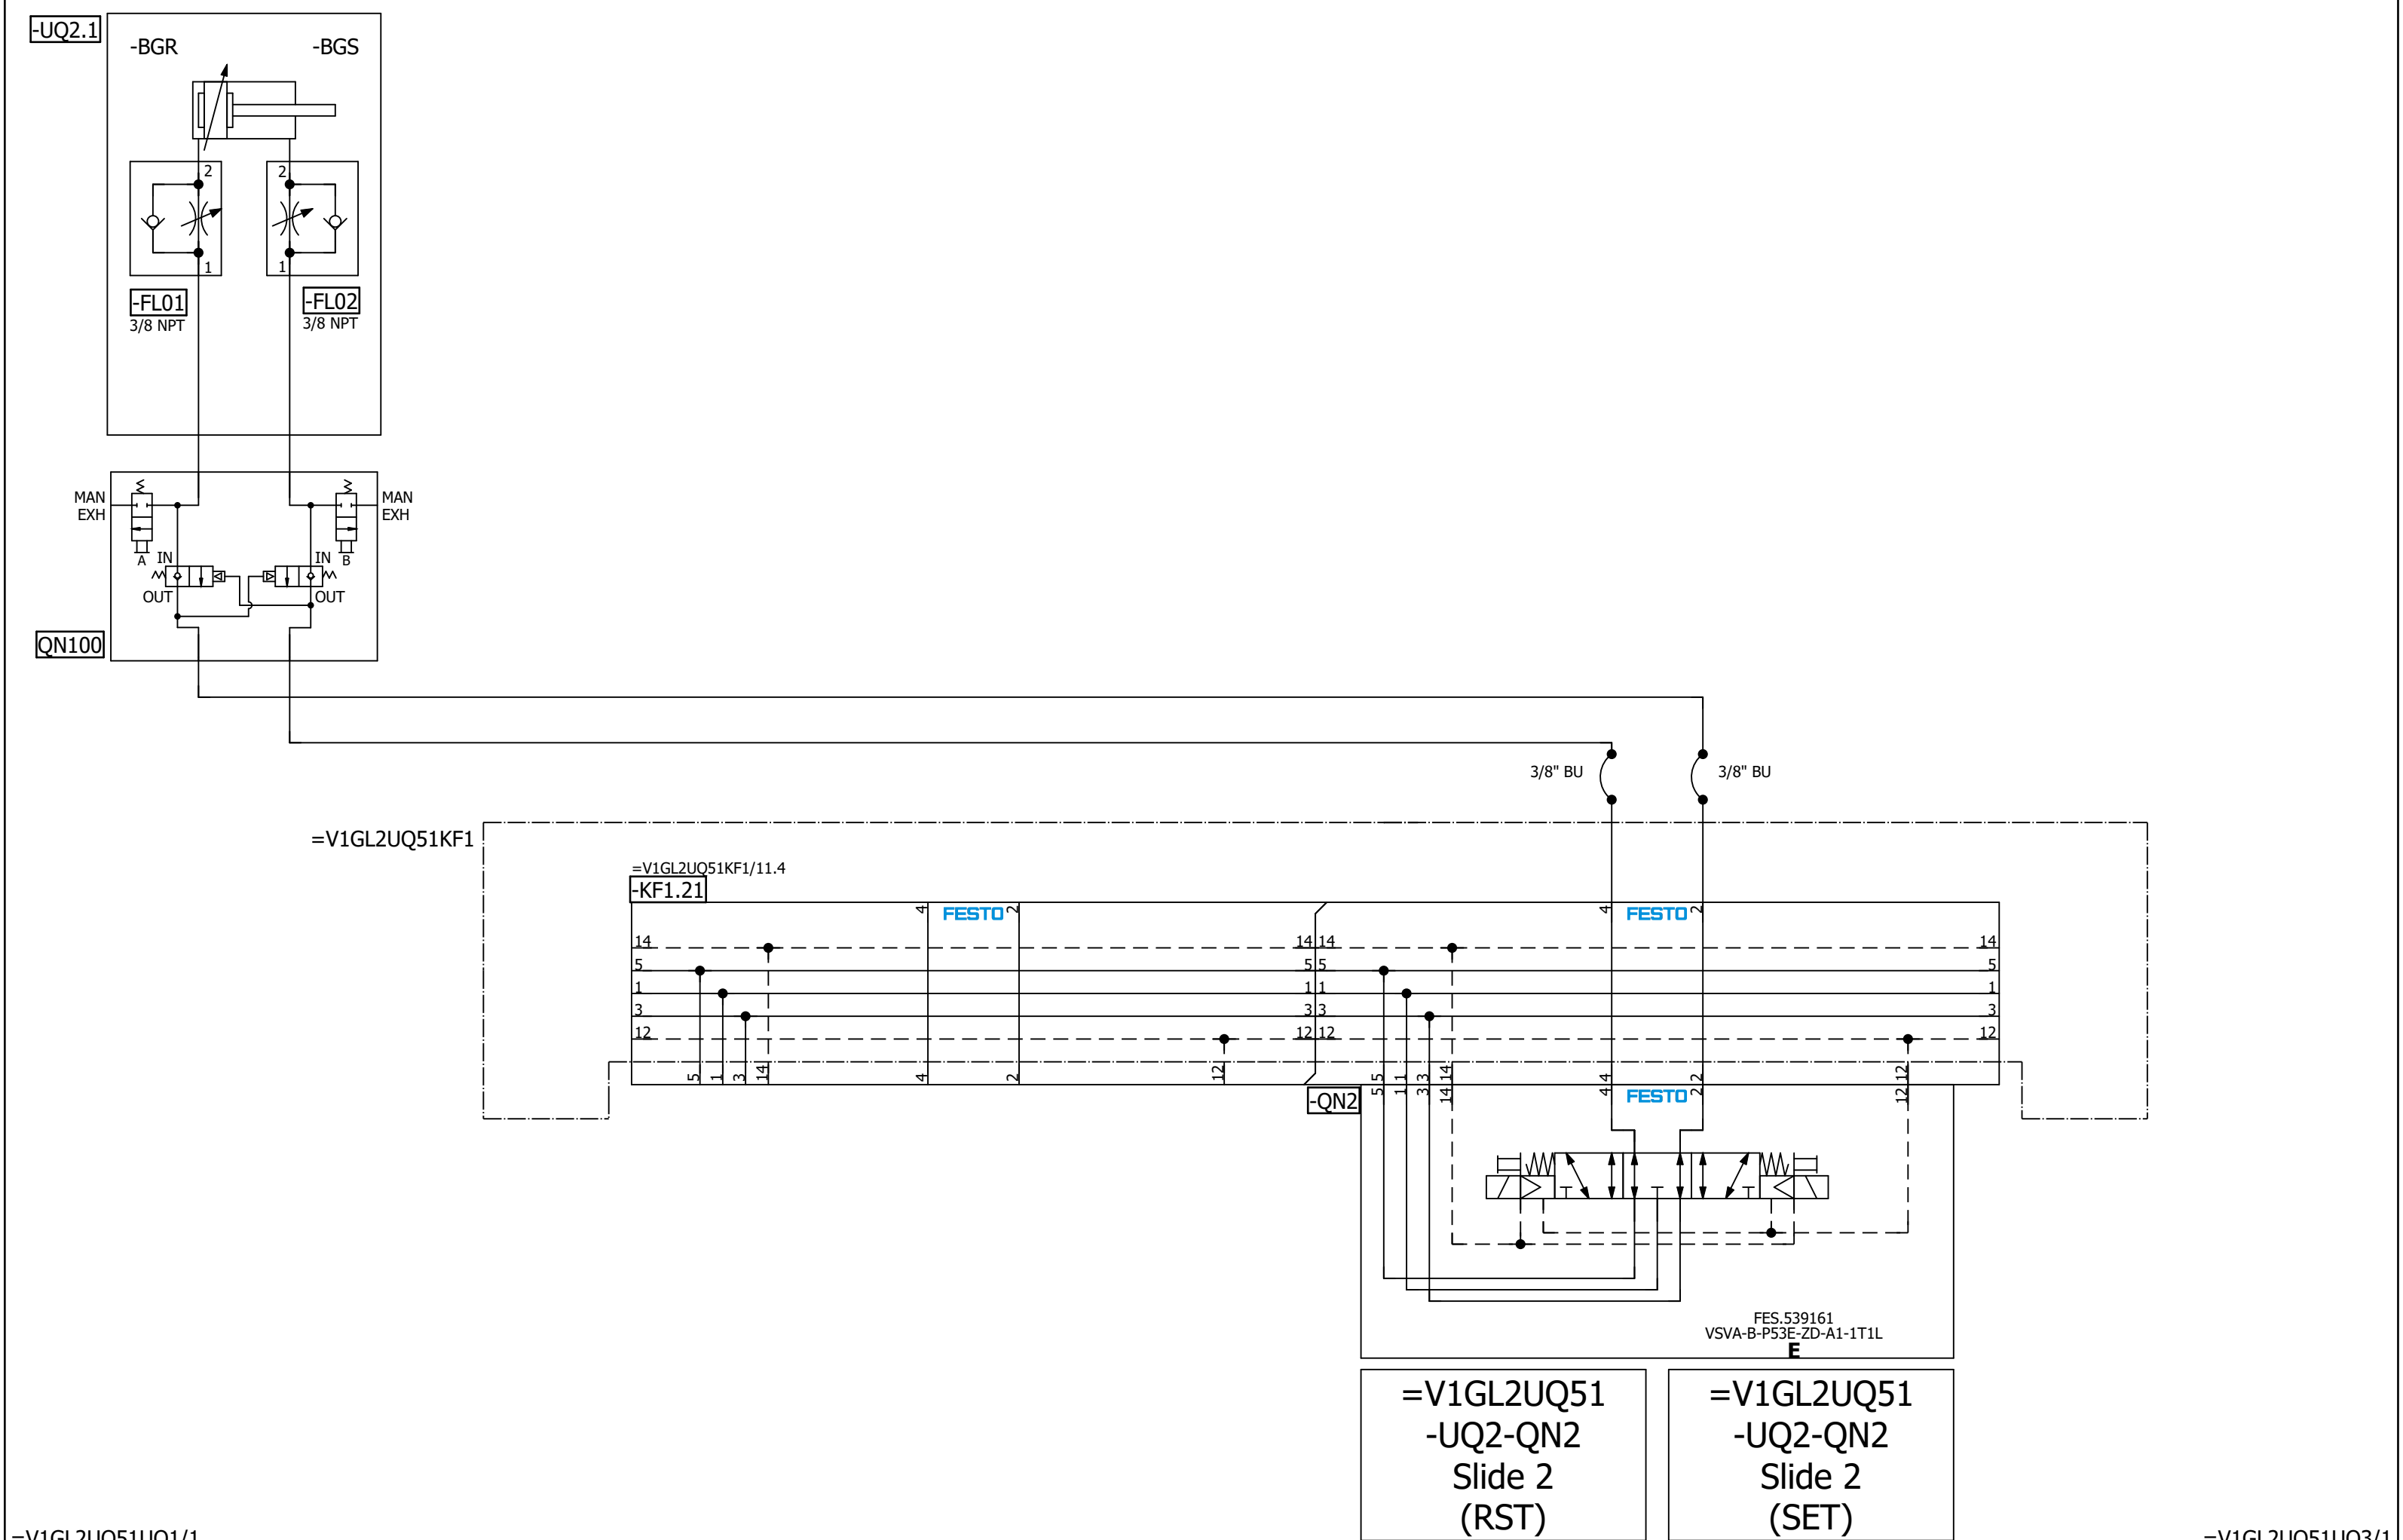 -UQ2.1
-BGR
-BGS
2
2
1
1
-FL01
3/8 NPT
-FL02
3/8 NPT
MAN
EXH
MAN
EXH
A
IN
IN
B
OUT
OUT
QN100
3/8" BU
3/8" BU
=V1GL2UQ51KF1
=V1GL2UQ51KF1/11.4
-KF1.21
4
FESTO
2
4
FESTO
2
14
14
14
14
5
5
5
5
1
1
1
1
3
3
3
3
12
12
12
12
5
1
3
14
4
2
12
5
1
3
14
4
2
12
-QN2
5
1
3
14
4
FESTO
2
12
FES.539161
VSVA-B-P53E-ZD-A1-1T1L
E
=V1GL2UQ51
-UQ2-QN2
Slide 2
(RST)
=V1GL2UQ51
-UQ2-QN2
Slide 2
(SET)
=V1GL2UQ51UQ1/1
=V1GL2UQ51UQ3/1